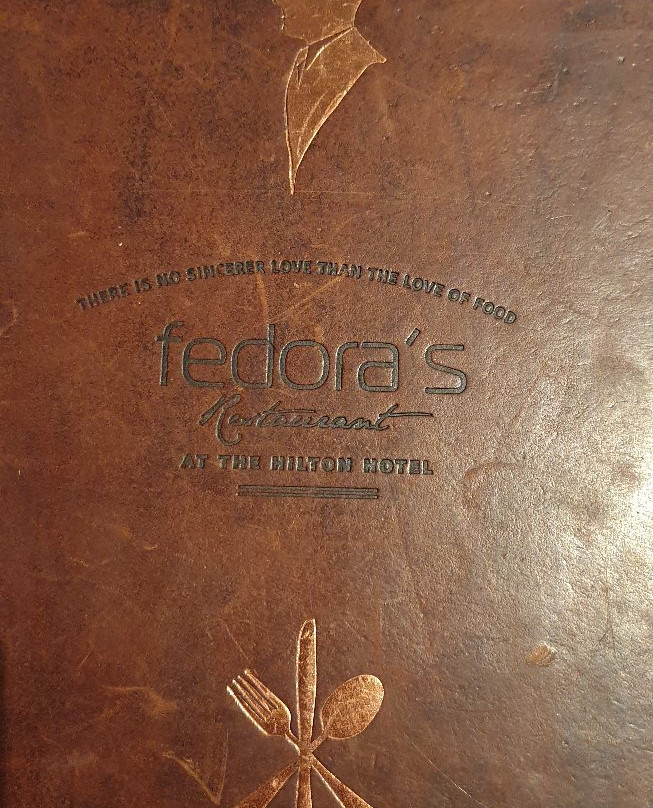 THERE IS NO SINCERER LOVE THAN THE LOVE OF FOOD
fedora's
Restaurant
AT THE HILTON HOTEL